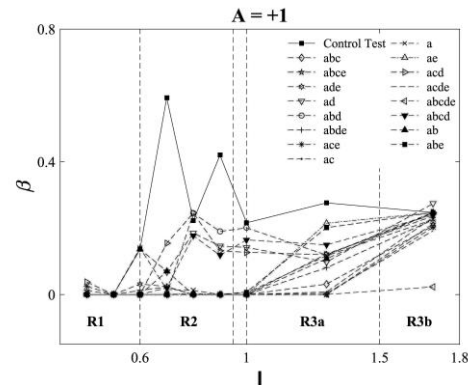 A = +1
0.8
Control Test
a
abc
ae
abce
acd
ade
acde
ad
abcde
abd
abcd
abde
ab
ace
abe
ac
0.4
β
0
R1
R2
R3a
R3b
0.6
1
1.5
1.8
I